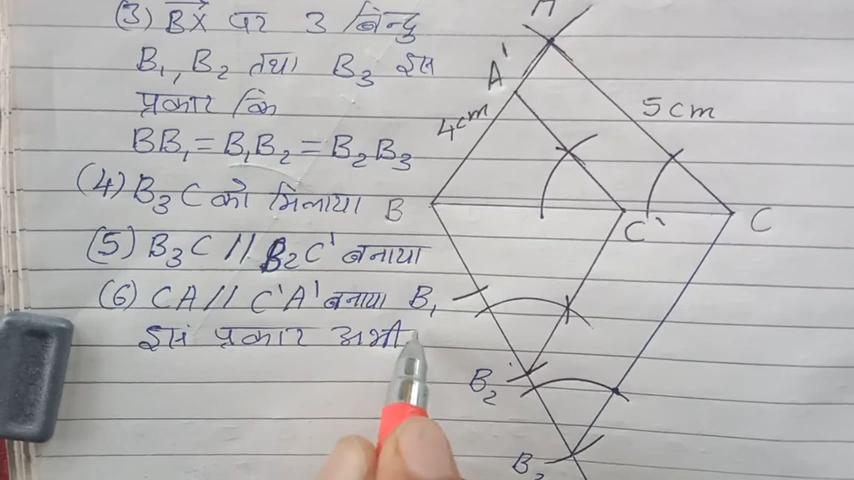 (3) BX पर 3 बिन्दु
B₁, B₂ तथा B₃ इस
प्रकार कि
BB₁ = B₁B₂ = B₂B₃
(4) B₃C को मिलाया
(5) B₃C // B₂C' बनाया
(6) CA // C'A' बनाया
इस प्रकार अभी
A
A'
4cm
5cm
B
C'
C
B₁
B₂
B₃